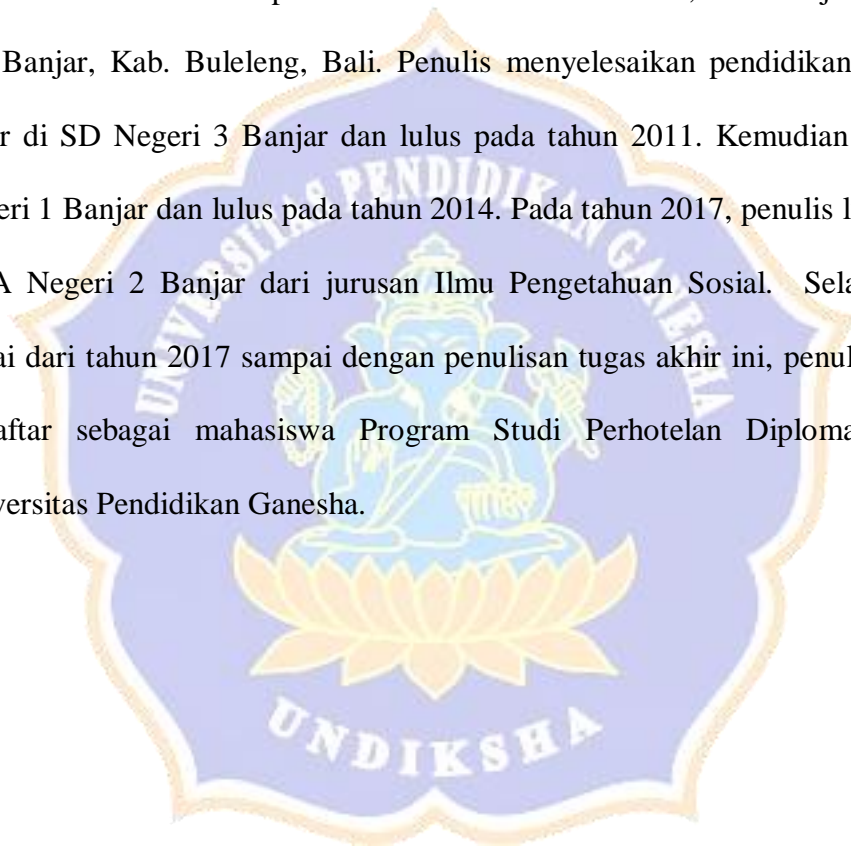 Banjar, Kab. Buleleng, Bali. Penulis menyelesaikan pendidikan
r di SD Negeri 3 Banjar dan lulus pada tahun 2011. Kemudian
eri 1 Banjar dan lulus pada tahun 2014. Pada tahun 2017, penulis l
A Negeri 2 Banjar dari jurusan Ilmu Pengetahuan Sosial. Sela
ai dari tahun 2017 sampai dengan penulisan tugas akhir ini, penul
aftar sebagai mahasiswa Program Studi Perhotelan Diploma
versitas Pendidikan Ganesha.
UNIVERSITAS PENDIDIKAN GANESHA
UNDIKSHA